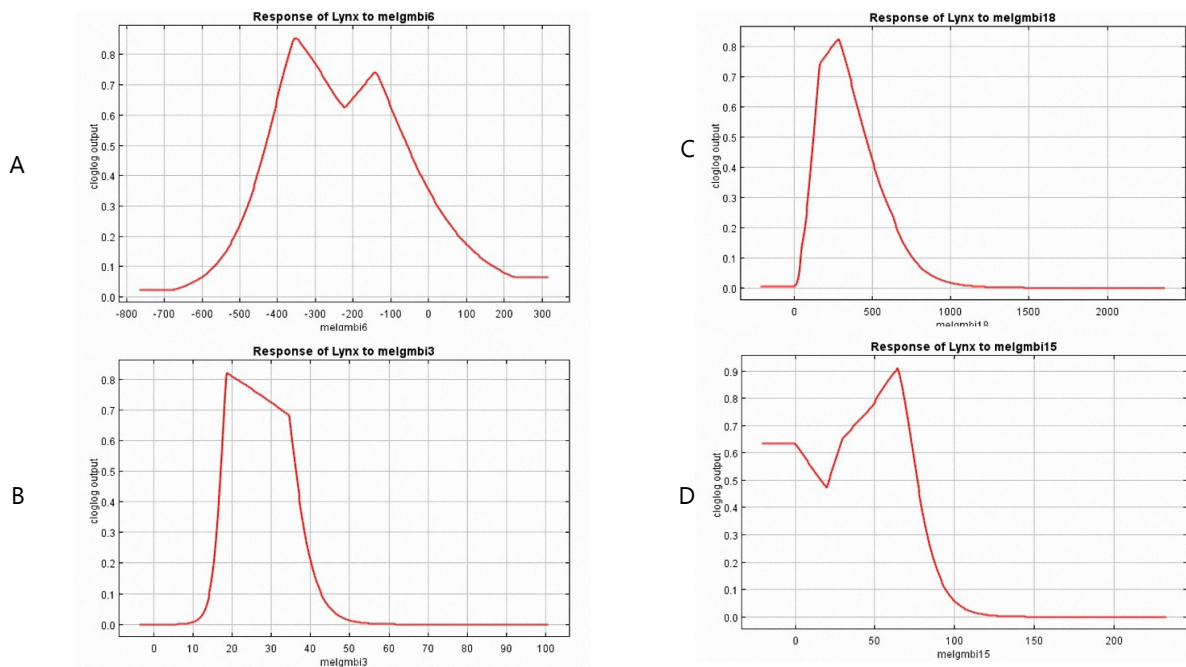 A
Response of Lynx to melgmbi6
cloglog output
0.8
0.7
0.6
0.5
0.4
0.3
0.2
0.1
0.0
-800 -700 -600 -500 -400 -300 -200 -100 0 100 200 300
melgmbi6
B
Response of Lynx to melgmbi3
cloglog output
0.8
0.7
0.6
0.5
0.4
0.3
0.2
0.1
0.0
0 10 20 30 40 50 60 70 80 90 100
melgmbi3
C
Response of Lynx to melgmbi18
cloglog output
0.8
0.7
0.6
0.5
0.4
0.3
0.2
0.1
0.0
0 500 1000 1500 2000
melgmbi18
D
Response of Lynx to melgmbi15
cloglog output
0.9
0.8
0.7
0.6
0.5
0.4
0.3
0.2
0.1
0.0
0 50 100 150 200
melgmbi15